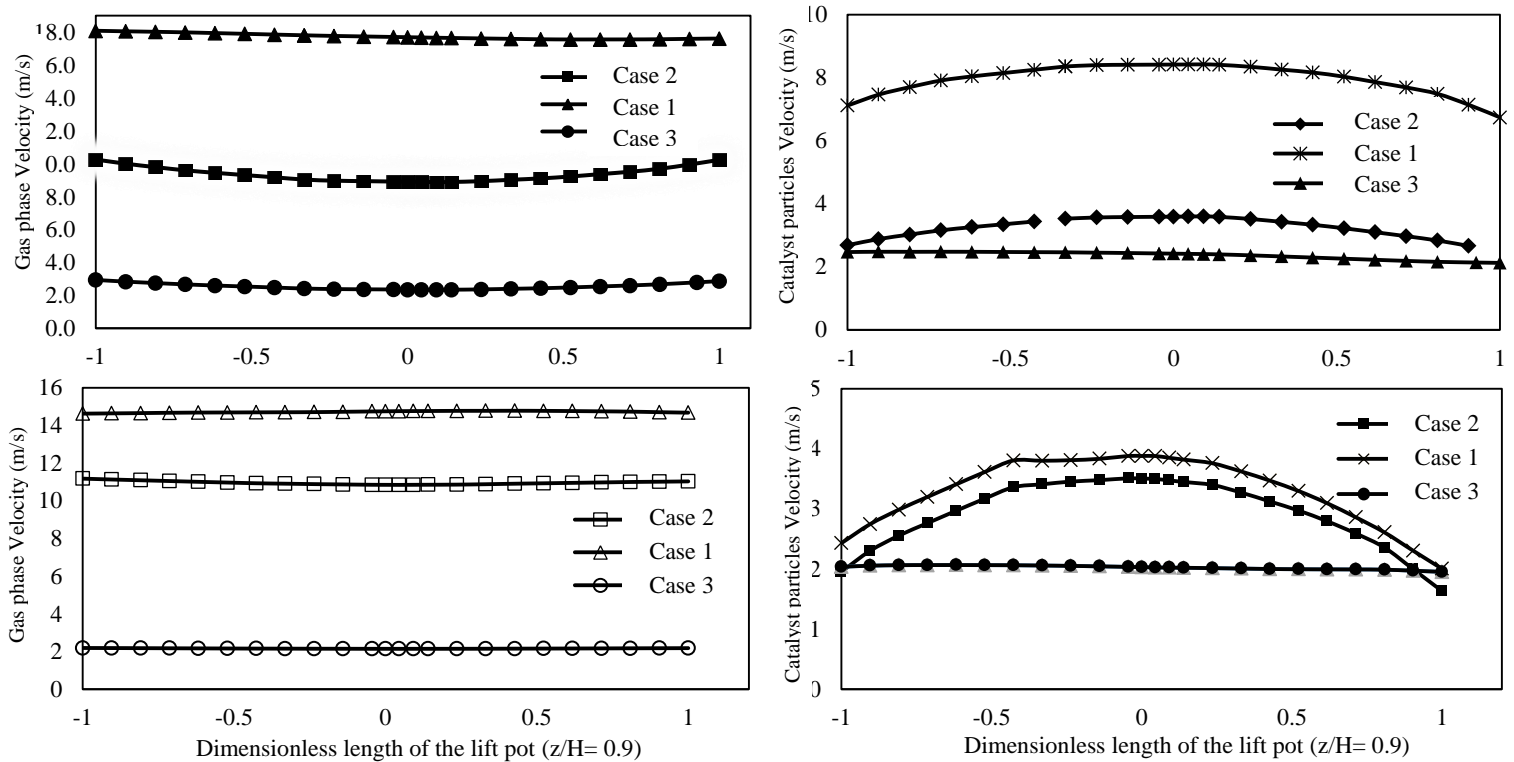 18.0
6.0
4.0
2.0
0.0
8.0
6.0
4.0
2.0
0.0
Gas phase Velocity (m/s)
Case 2
Case 1
Case 3
-1
-0.5
0
0.5
1
10
8
6
4
2
0
Catalyst particles Velocity (m/s)
Case 2
Case 1
Case 3
-1
-0.5
0
0.5
1
16
14
12
10
8
6
4
2
0
Gas phase Velocity (m/s)
Case 2
Case 1
Case 3
-1
-0.5
0
0.5
1
Dimensionless length of the lift pot (z/H= 0.9)
5
4
3
2
1
0
Catalyst particles Velocity (m/s)
Case 2
Case 1
Case 3
-1
-0.5
0
0.5
1
Dimensionless length of the lift pot (z/H= 0.9)